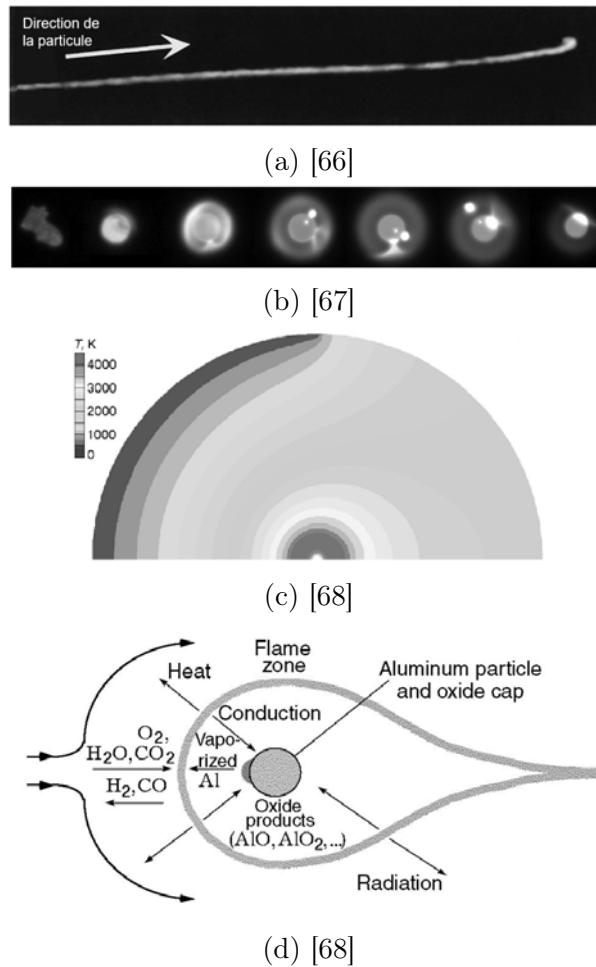 Direction de
la particule
(a) [66]
(b) [67]
T, K
4000
3000
2000
1000
0
(c) [68]
Flame
zone
Heat
Aluminum particle
and oxide cap
Conduction
O₂,
H₂O, CO₂
Vapo-
rized
Al
H₂, CO
Oxide
products
(AlO, AlO₂,...)
Radiation
(d) [68]